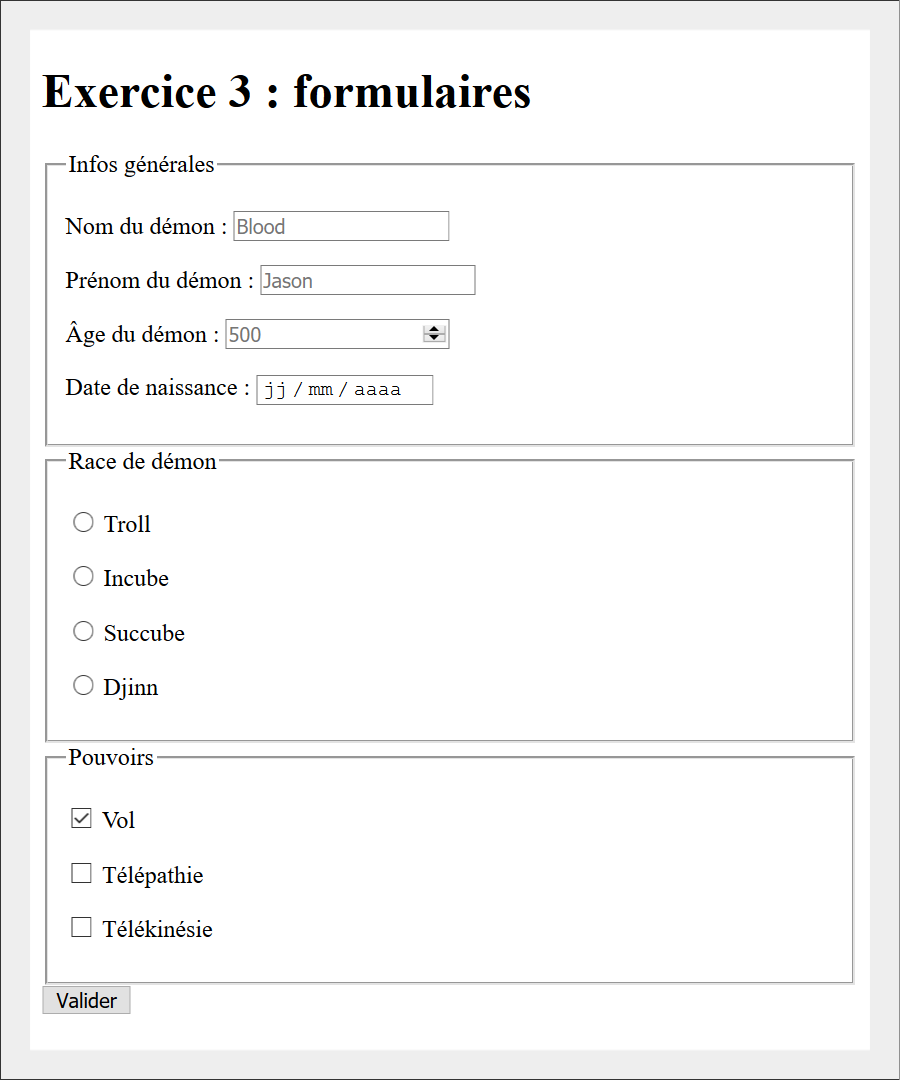 Exercice 3 : formulaires
Infos générales
Nom du démon : Blood
Prénom du démon : Jason
Âge du démon : 500
Date de naissance : jj / mm / aaaa
Race de démon
Troll
Incube
Succube
Djinn
Pouvoirs
Vol
Télépathie
Télékinésie
Valider